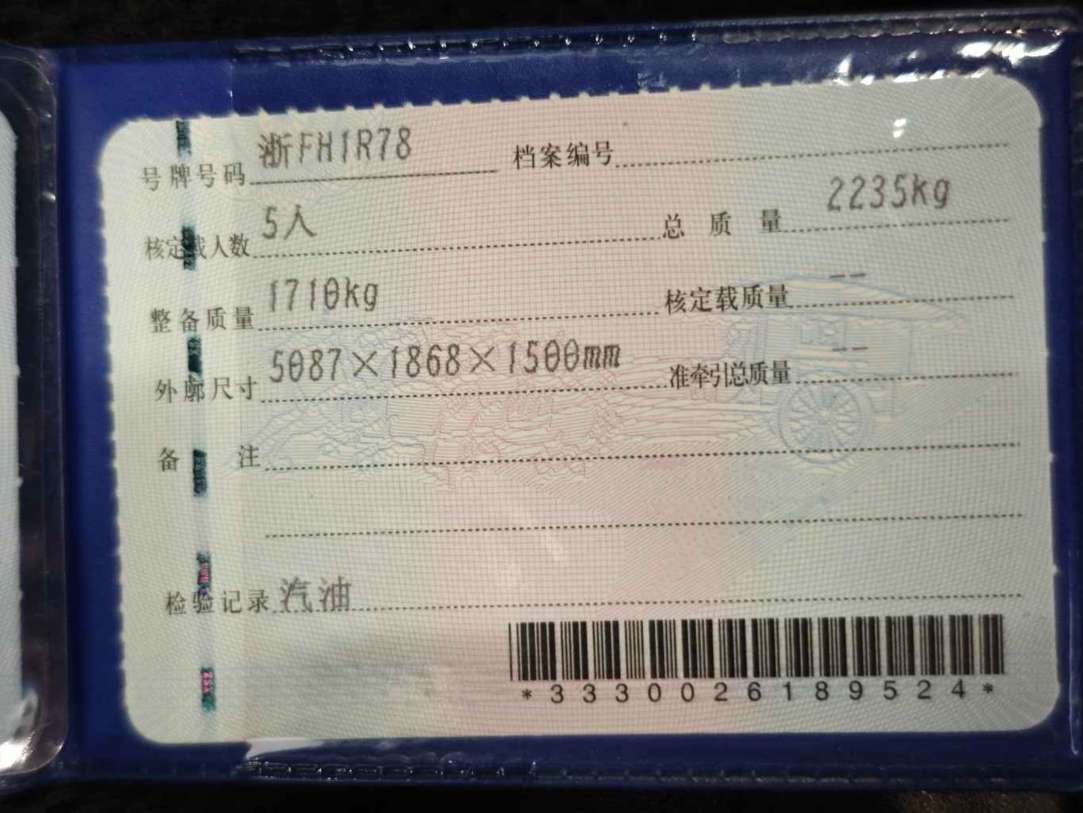 号牌号码 浙FH1R78 档案编号
核定载人数 5人 总质量 2235kg
整备质量 1710kg 核定载质量 --
外廓尺寸 5087×1868×1500mm 准牵引总质量 --
备注
检验记录 汽油
*3330026189524*